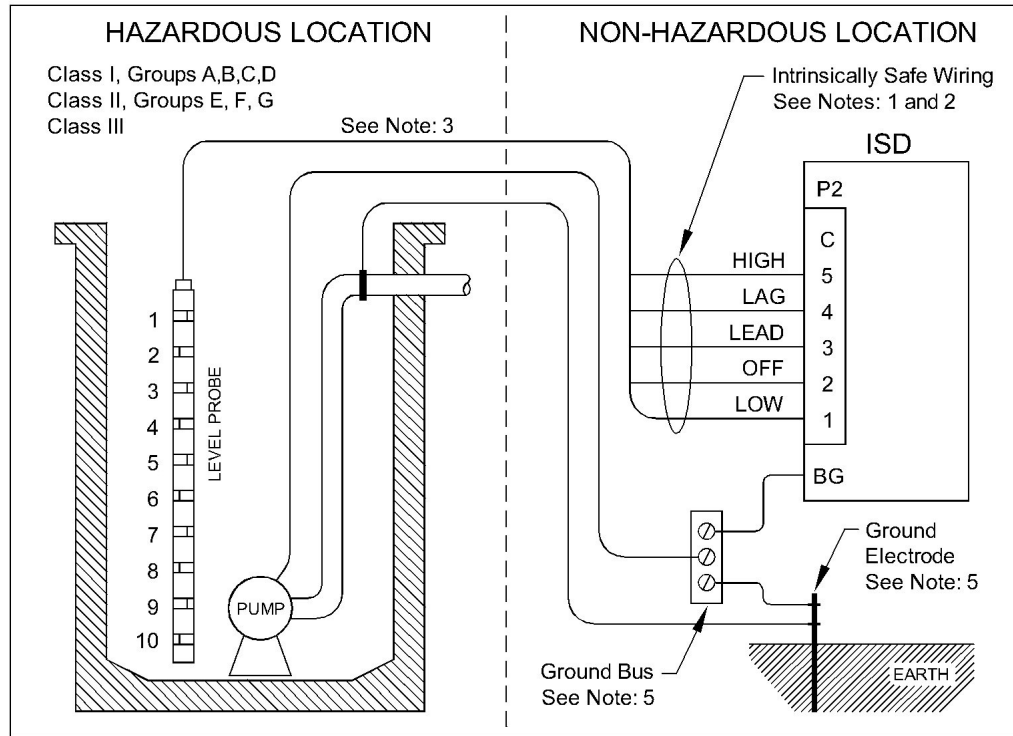 HAZARDOUS LOCATION
Class I, Groups A,B,C,D
Class II, Groups E, F, G
Class III
See Note: 3
1
2
3
4
5
6
7
8
9
10
LEVEL PROBE
PUMP
NON-HAZARDOUS LOCATION
Intrinsically Safe Wiring
See Notes: 1 and 2
ISD
P2
C
HIGH 5
LAG 4
LEAD 3
OFF 2
LOW 1
BG
Ground
Electrode
See Note: 5
Ground Bus
See Note: 5
EARTH